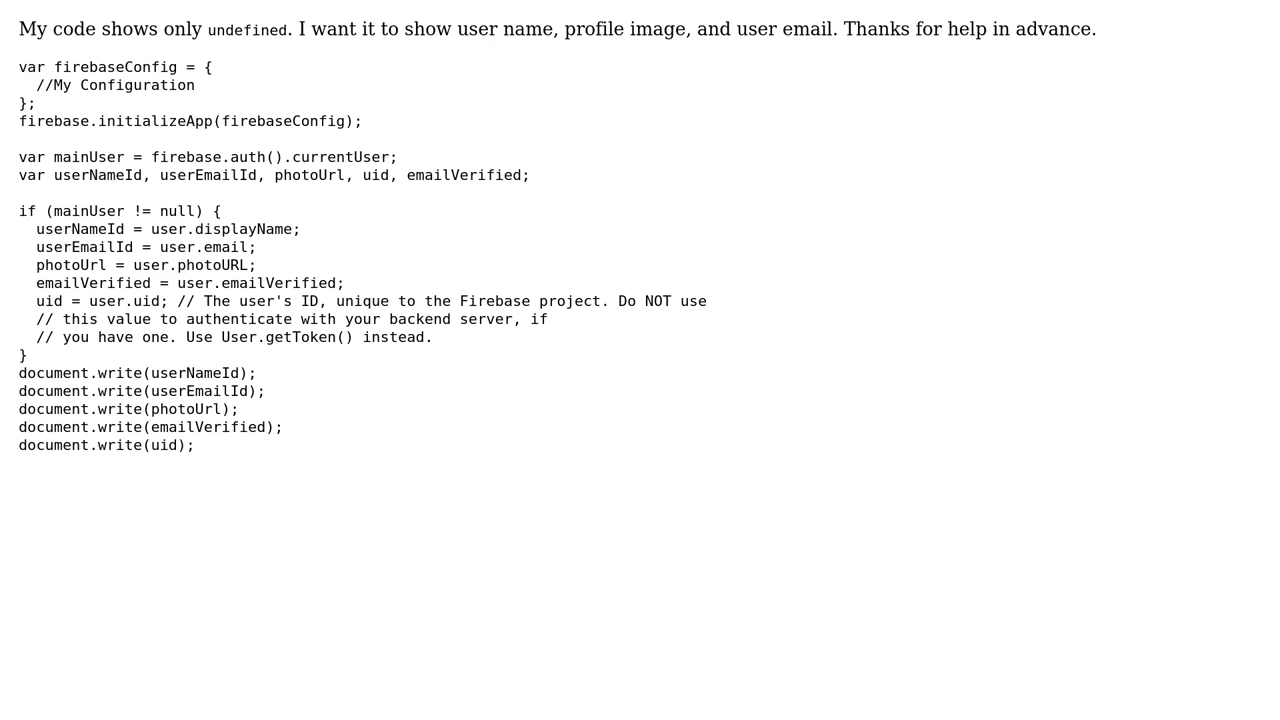 My code shows only undefined. I want it to show user name, profile image, and user email. Thanks for help in advance.
var firebaseConfig = {
  //My Configuration
};
firebase.initializeApp(firebaseConfig);

var mainUser = firebase.auth().currentUser;
var userNameId, userEmailId, photoUrl, uid, emailVerified;

if (mainUser != null) {
  userNameId = user.displayName;
  userEmailId = user.email;
  photoUrl = user.photoURL;
  emailVerified = user.emailVerified;
  uid = user.uid; // The user's ID, unique to the Firebase project. Do NOT use
  // this value to authenticate with your backend server, if
  // you have one. Use User.getToken() instead.
}
document.write(userNameId);
document.write(userEmailId);
document.write(photoUrl);
document.write(emailVerified);
document.write(uid);